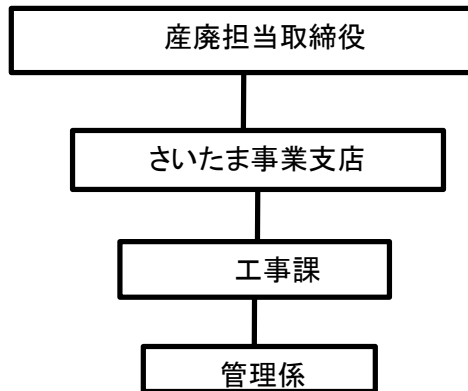 産廃担当取締役
さいたま事業支店
工事課
管理係